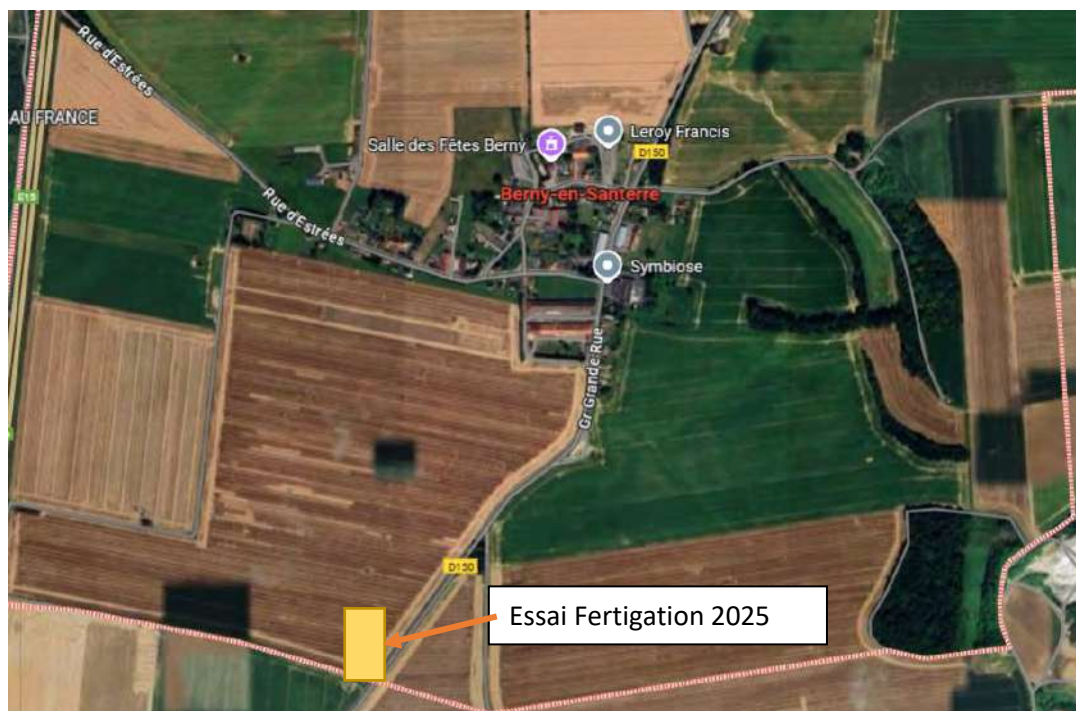 Rue d'Estrées
AU FRANCE
Salle des Fêtes Berny
Leroy Francis
D150
Berny-en-Santerre
E15
Rue d'Estrées
Symbiose
Gr Grande Rue
D150
Essai Fertigation 2025